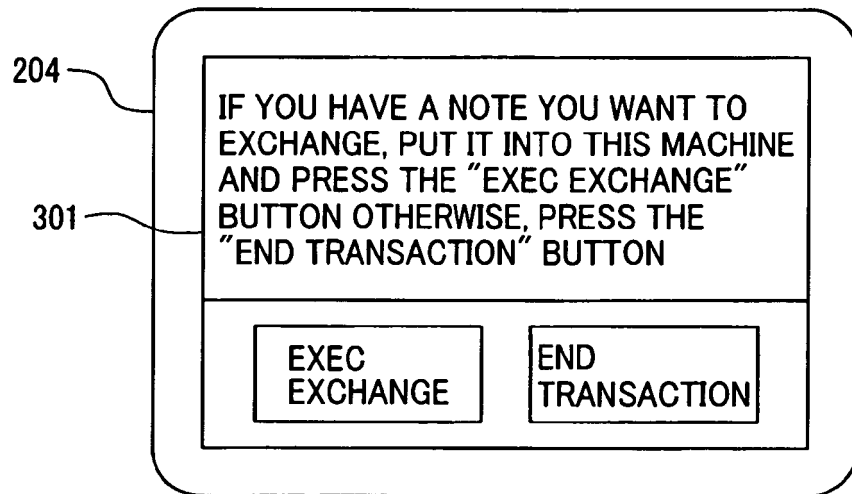 204
IF YOU HAVE A NOTE YOU WANT TO
EXCHANGE, PUT IT INTO THIS MACHINE
AND PRESS THE "EXEC EXCHANGE"
301
BUTTON OTHERWISE, PRESS THE
"END TRANSACTION" BUTTON
EXEC
EXCHANGE
END
TRANSACTION